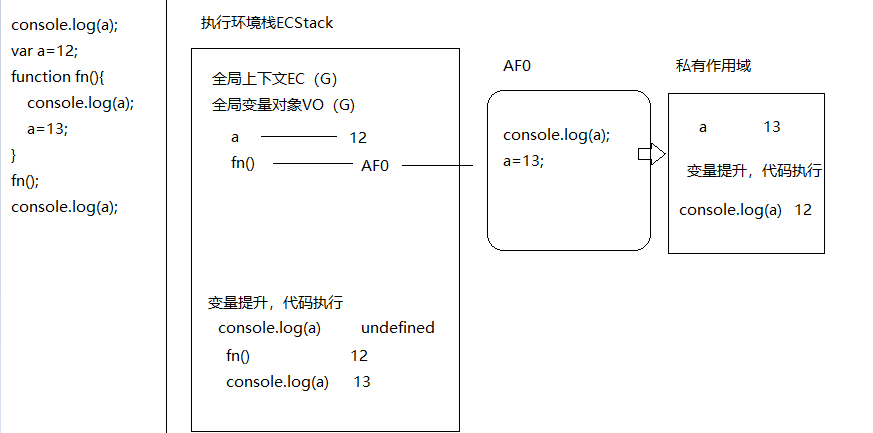 console.log(a);
var a=12;
function fn(){
console.log(a);
a=13;
}
fn();
console.log(a);
执行环境栈ECStack
全局上下文EC（G）
全局变量对象VO（G)
a 12
fn() AF0
变量提升，代码执行
console.log(a) undefined
fn() 12
console.log(a) 13
AF0
console.log(a);
a=13;
私有作用域
a 13
变量提升，代码执行
console.log(a) 12